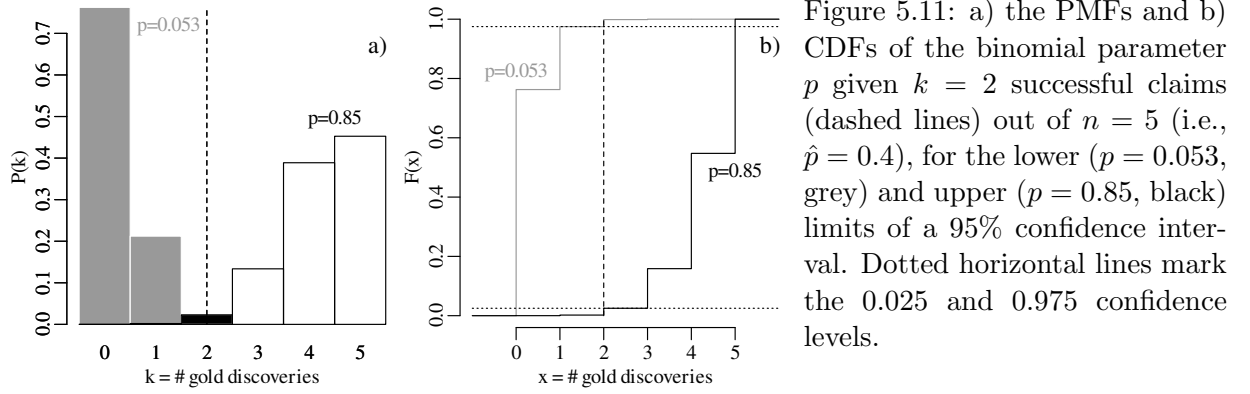 0.7
0.6
0.5
0.4
0.3
0.2
0.1
0.0
P(k)
p=0.053
a)
p=0.85
0 1 2 3 4 5
k = # gold discoveries
1.0
0.8
0.6
0.4
0.2
0.0
F(x)
b)
p=0.053
p=0.85
0 1 2 3 4 5
x = # gold discoveries
Figure 5.11: a) the PMFs and b)
CDFs of the binomial parameter
p given k = 2 successful claims
(dashed lines) out of n = 5 (i.e.,
p̂ = 0.4), for the lower (p = 0.053,
grey) and upper (p = 0.85, black)
limits of a 95% confidence inter-
val. Dotted horizontal lines mark
the 0.025 and 0.975 confidence
levels.